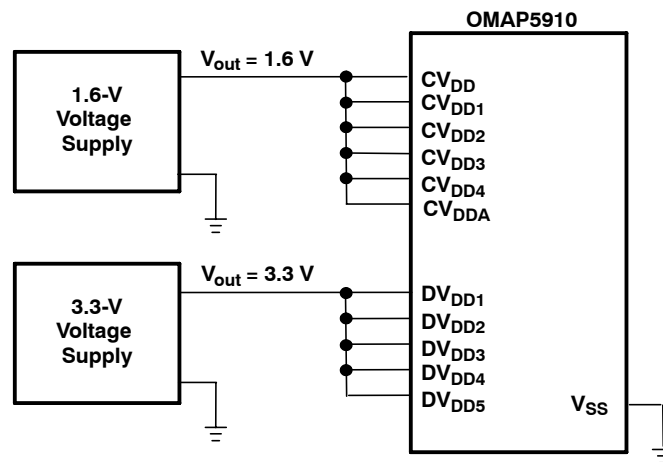 OMAP5910
1.6-V
Voltage
Supply
Vout = 1.6 V
CVDD
CVDD1
CVDD2
CVDD3
CVDD4
CVDDA
3.3-V
Voltage
Supply
Vout = 3.3 V
DVDD1
DVDD2
DVDD3
DVDD4
DVDD5
VSS